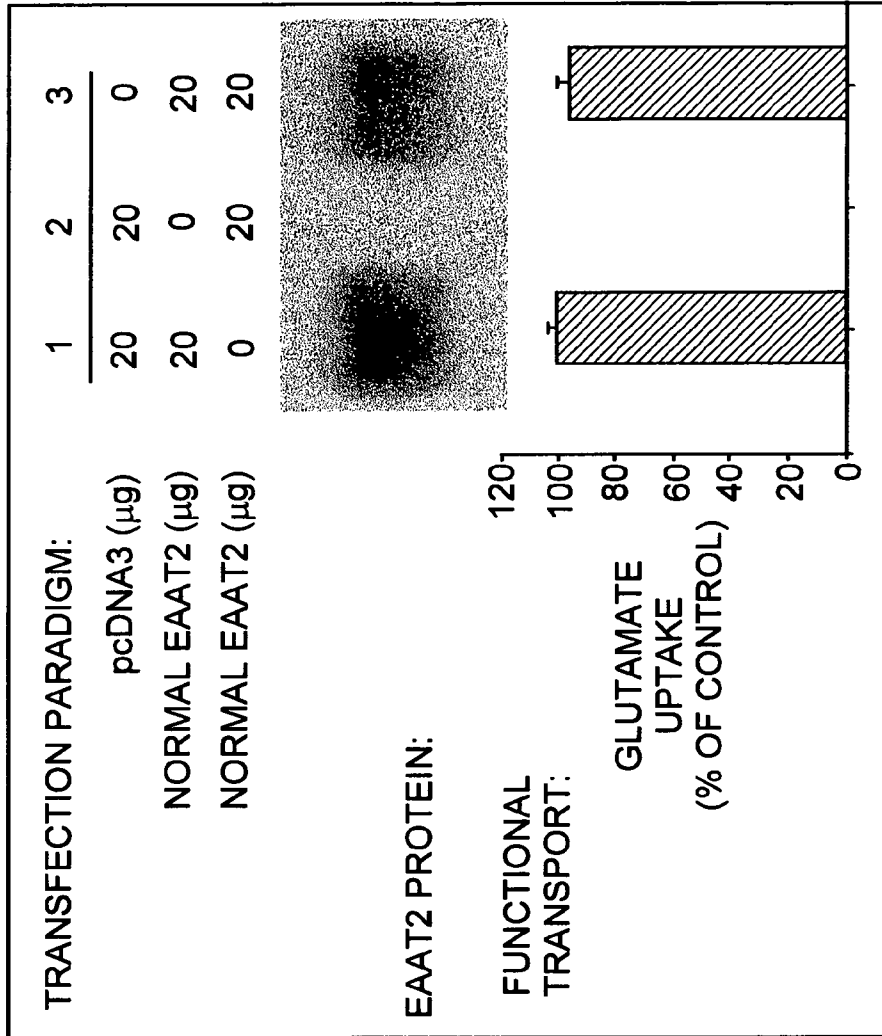 TRANSFECTION PARADIGM: 1 2 3
pcDNA3 (µg) 20 20 0
NORMAL EAAT2 (µg) 20 0 20
NORMAL EAAT2 (µg) 0 20 20
EAAT2 PROTEIN:
FUNCTIONAL
TRANSPORT:
GLUTAMATE
UPTAKE
(% OF CONTROL)
120
100
80
60
40
20
0